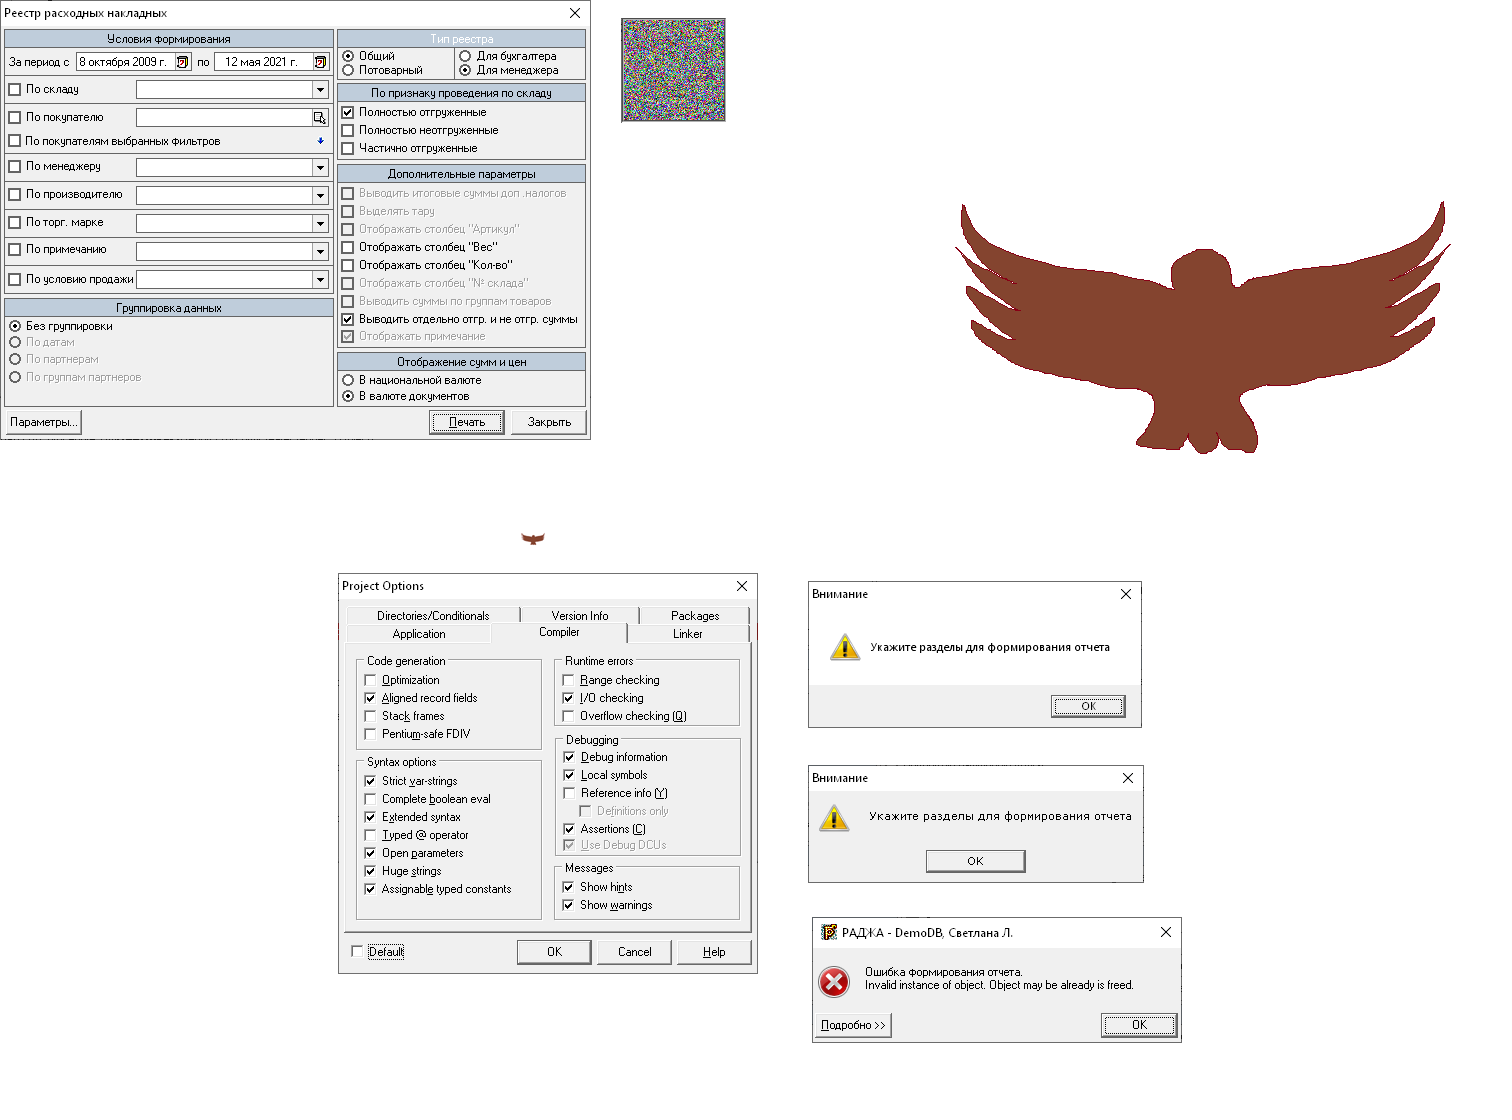 Реестр расходных накладных
Условия формирования
За период с 8 октября 2009 г. по 12 мая 2021 г.
По складу
По покупателю
По покупателям выбранных фильтров
По менеджеру
По производителю
По торг. марке
По примечанию
По условию продажи
Группировка данных
Без группировки
По датам
По партнерам
По группам партнеров
Параметры...
Тип реестра
Общий
Потоварный
Для бухгалтера
Для менеджера
По признаку проведения по складу
Полностью отгруженные
Полностью неотгруженные
Частично отгруженные
Дополнительные параметры
Выводить итоговые суммы доп .налогов
Выделять тару
Отображать столбец "Артикул"
Отображать столбец "Вес"
Отображать столбец "Кол-во"
Отображать столбец "№ склада"
Выводить суммы по группам товаров
Выводить отдельно отгр. и не отгр. суммы
Отображать примечание
Отображение сумм и цен
В национальной валюте
В валюте документов
Печать
Закрыть
Project Options
Directories/Conditionals
Version Info
Packages
Application
Compiler
Linker
Code generation
Optimization
Aligned record fields
Stack frames
Pentium-safe FDIV
Syntax options
Strict var-strings
Complete boolean eval
Extended syntax
Typed @ operator
Open parameters
Huge strings
Assignable typed constants
Runtime errors
Range checking
I/O checking
Overflow checking (Q)
Debugging
Debug information
Local symbols
Reference info (Y)
Definitions only
Assertions (C)
Use Debug DCUs
Messages
Show hints
Show warnings
Default
OK
Cancel
Help
Внимание
Укажите разделы для формирования отчета
OK
Внимание
Укажите разделы для формирования отчета
OK
РАДЖА - DemoDB, Светлана Л.
Ошибка формирования отчета.
Invalid instance of object. Object may be already is freed.
Подробно >>
OK